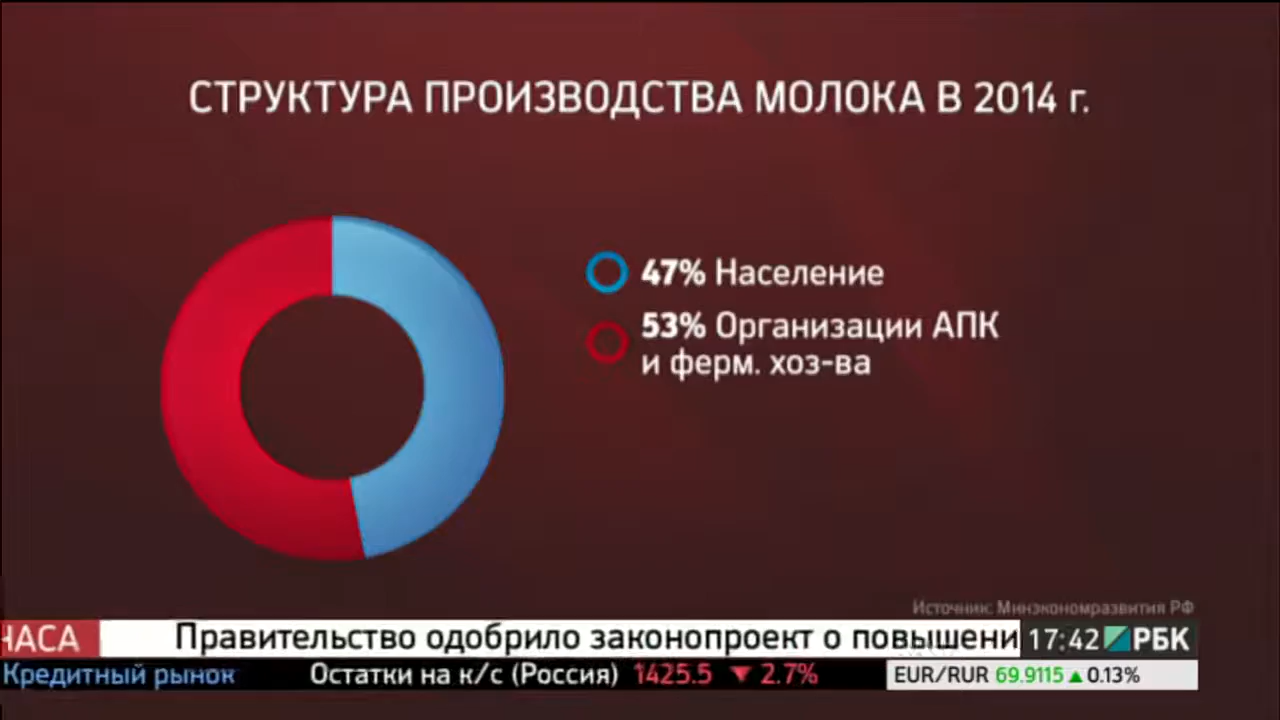 СТРУКТУРА ПРОИЗВОДСТВА МОЛОКА В 2014 г.
47% Население
53% Организации АПК
и ферм. хоз-ва
Источник: Минэкономразвития РФ
ЧАСА Правительство одобрило законопроект о повышени 17:42 РБК
Кредитный рынок Остатки на к/с (Россия) 1425.5 ▼ 2.7% EUR/RUR 69.9115 ▲ 0.13%